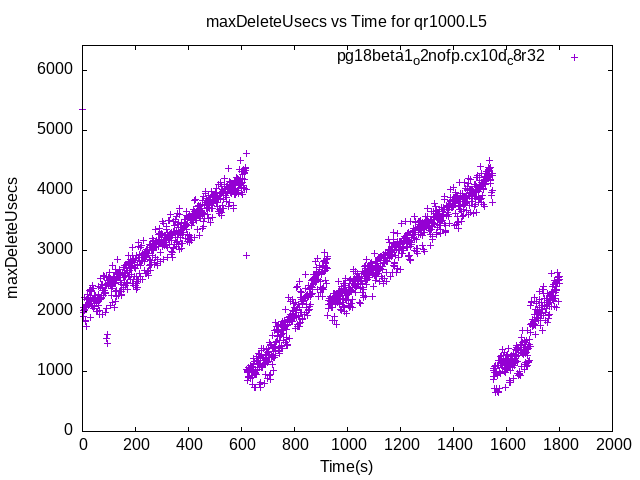 maxDeleteUsecs vs Time for qr1000.L5
pg18beta1o2nofp.cx10dc8r32
maxDeleteUsecs
6000
5000
4000
3000
2000
1000
0
0 200 400 600 800 1000 1200 1400 1600 1800 2000
Time(s)